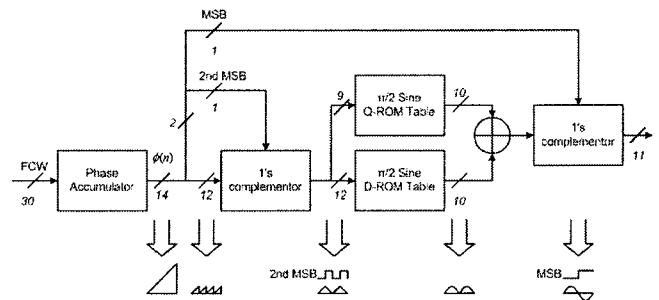 MSB
1
2nd MSB
1
2
9
π/2 Sine
Q-ROM Table
10
1's
complementor
11
FCW
30
Phase
Accumulator
ϕ(n)
14
12
1's
complementor
12
π/2 Sine
D-ROM Table
10
2nd MSB
MSB